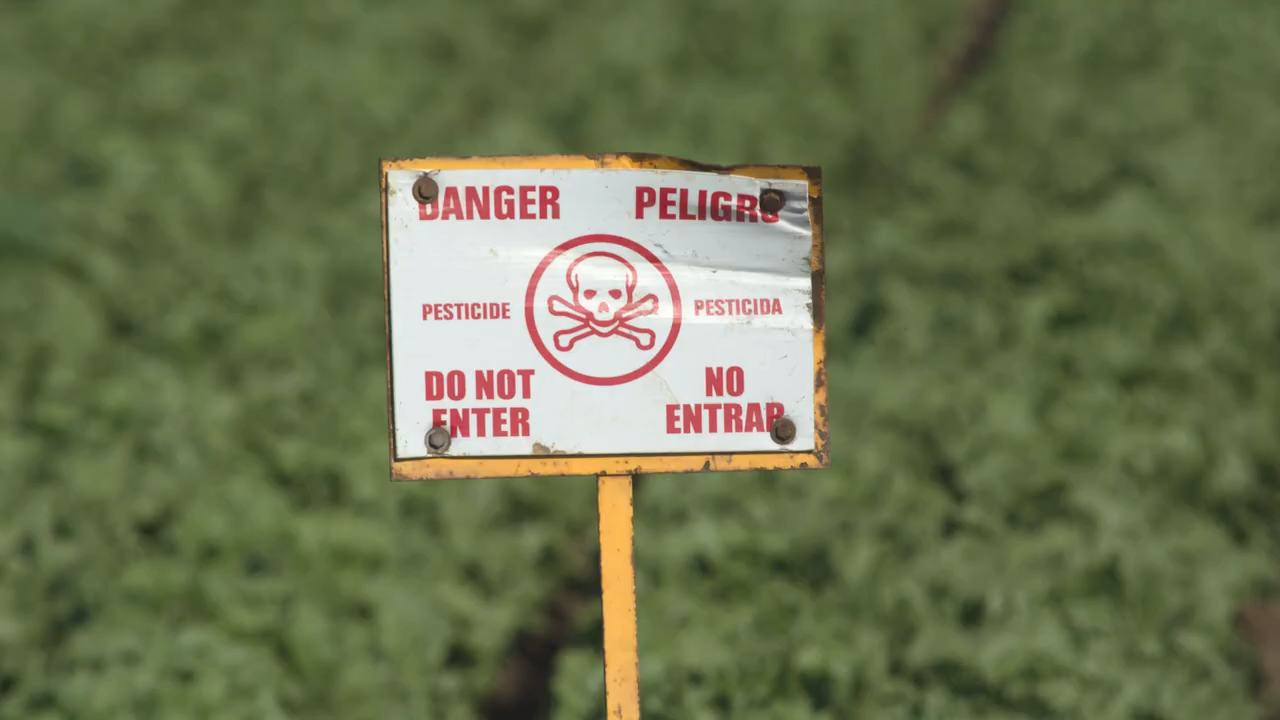 DANGER PELIGRO
PESTICIDE PESTICIDA
DO NOT NO
ENTER ENTRAR